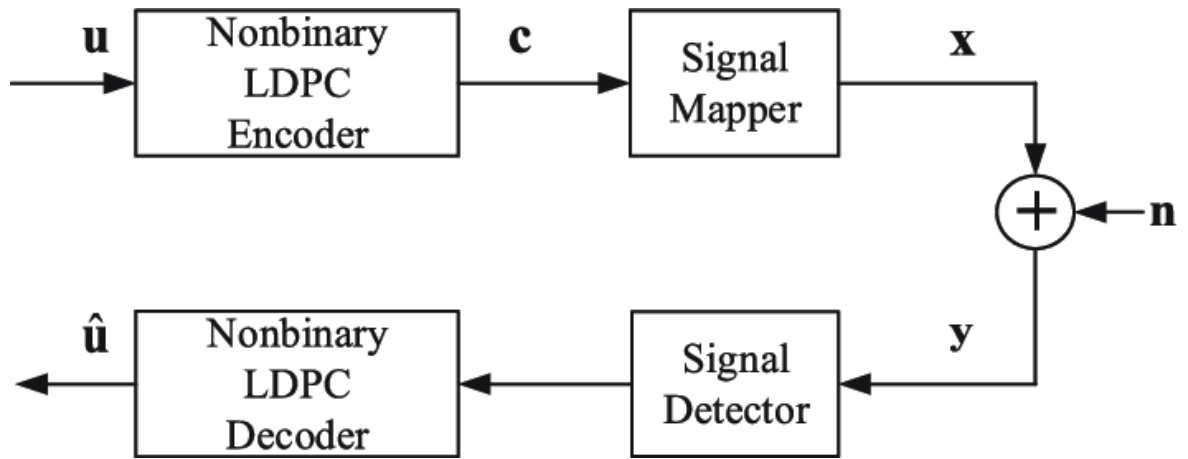 u
Nonbinary
LDPC
Encoder
c
Signal
Mapper
x
+
n
û
Nonbinary
LDPC
Decoder
Signal
Detector
y